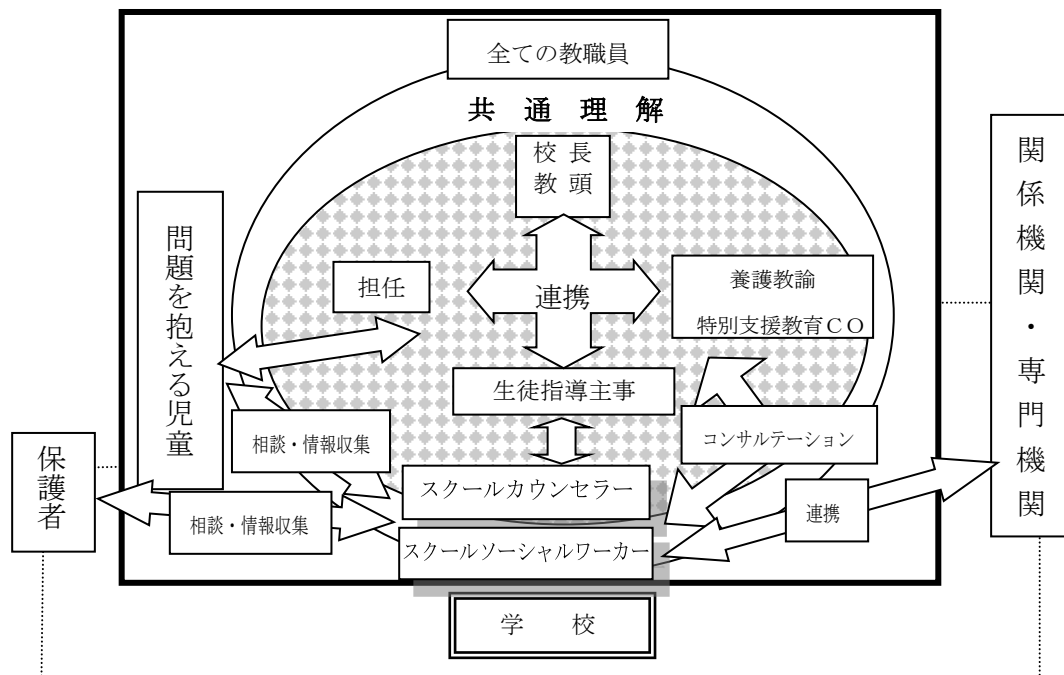 全ての教職員
共通理解
校長
教頭
担任
連携
養護教諭
特別支援教育CO
生徒指導主事
問題を抱える児童
相談・情報収集
コンサルテーション
スクールカウンセラー
保護者
相談・情報収集
スクールソーシャルワーカー
連携
関係機関・専門機関
学校